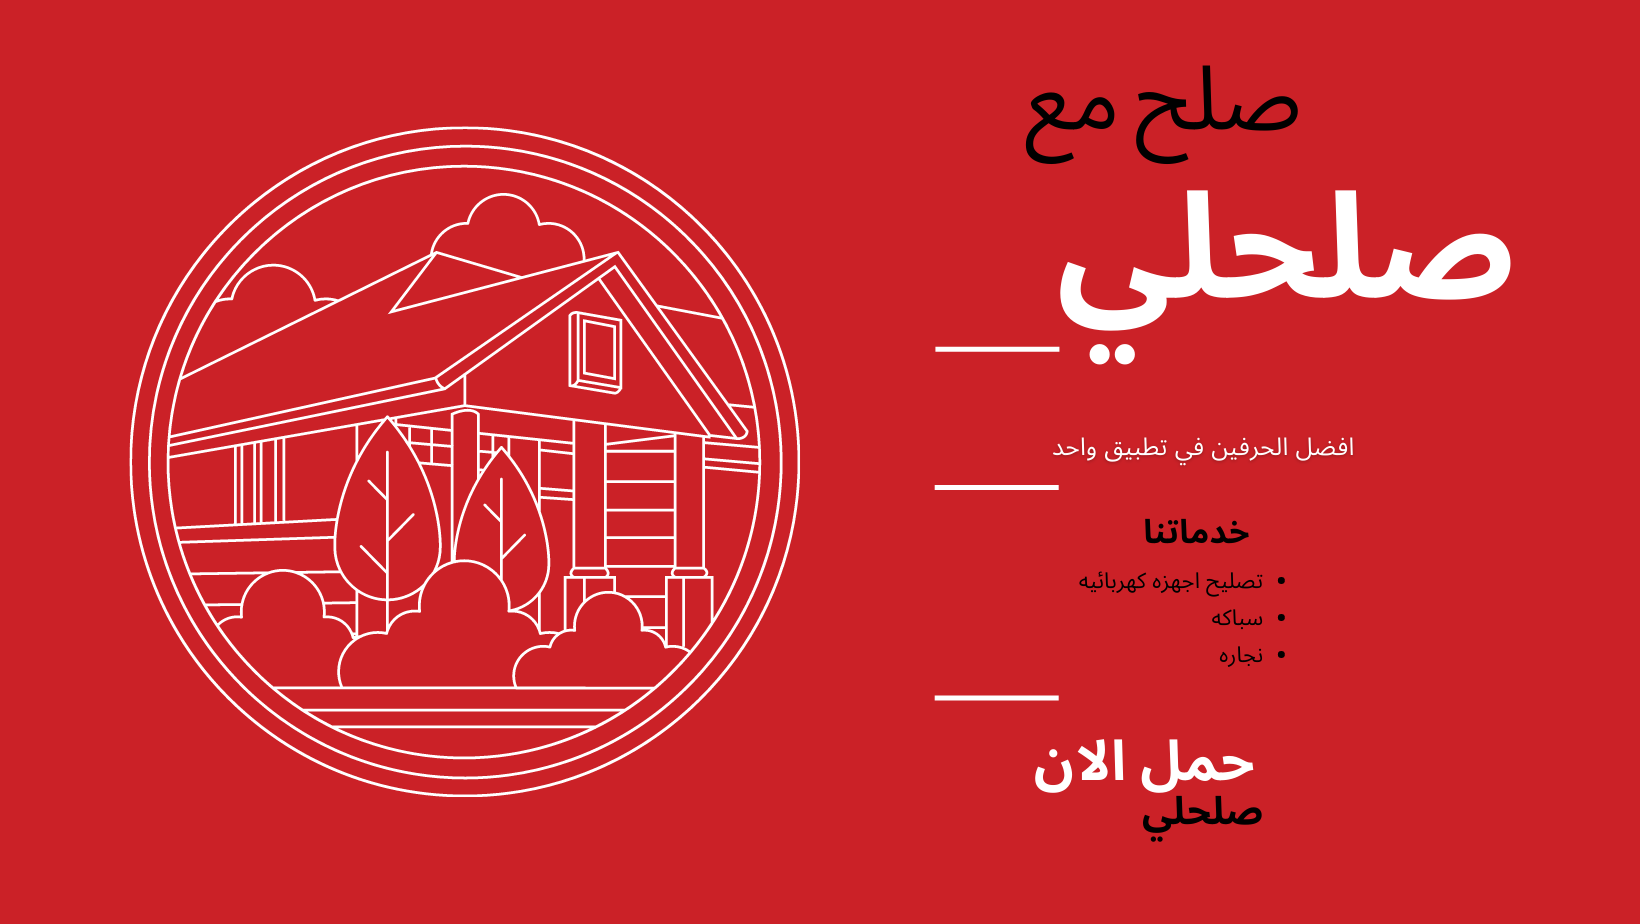 صلح مع
صلحلي
افضل الحرفين في تطبيق واحد
خدماتنا
• تصليح اجهزه كهربائيه
• سباكه
• نجاره
حمل الان
صلحلي